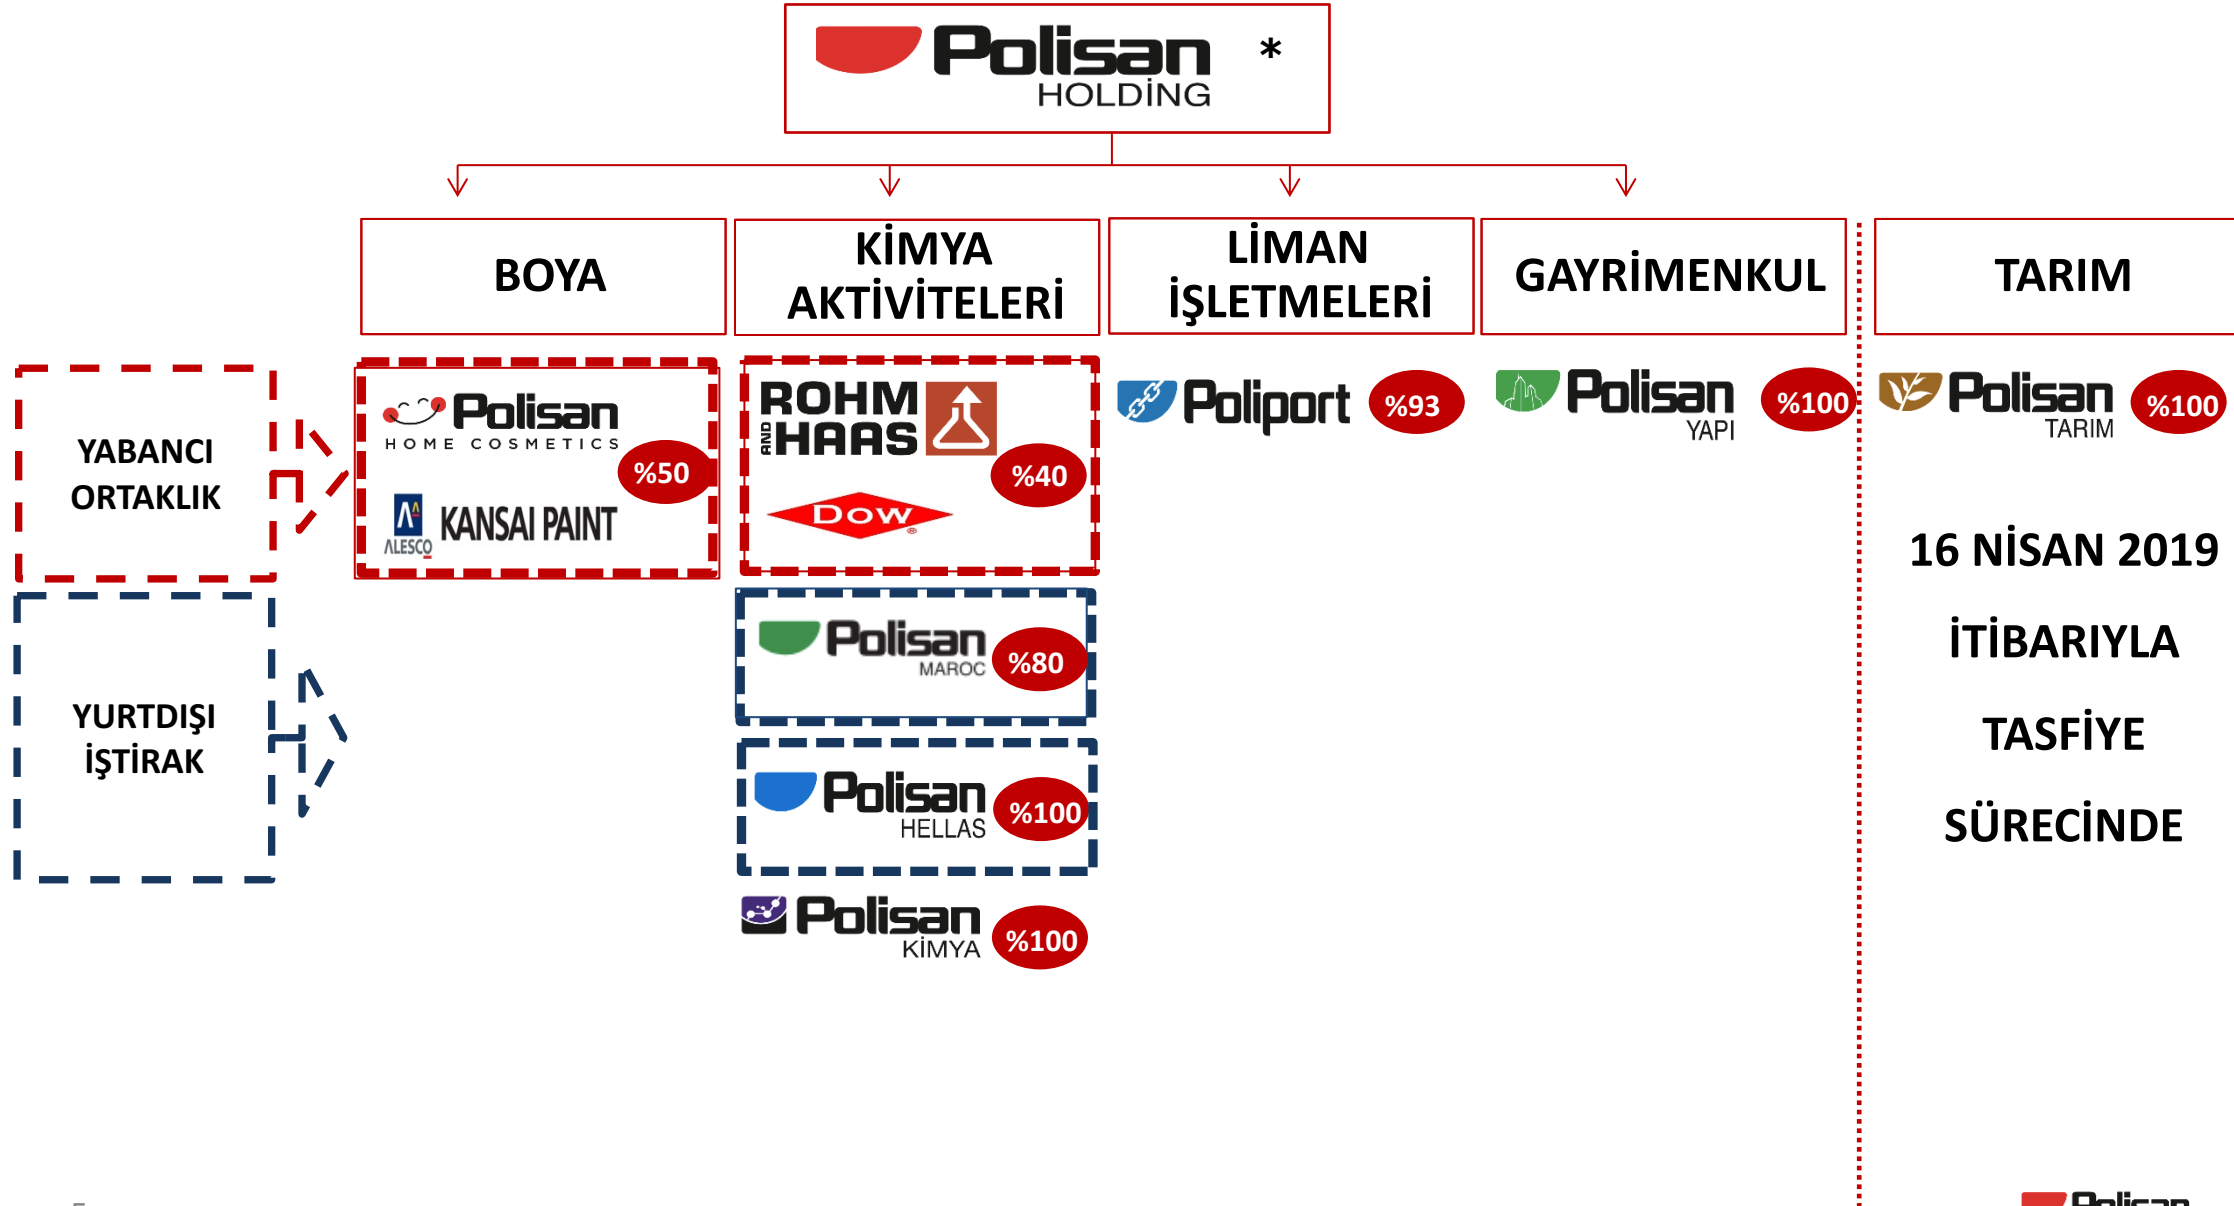 Polisan *
HOLDİNG
BOYA
KİMYA
AKTİVİTELERİ
LİMAN
İŞLETMELERİ
GAYRİMENKUL
TARIM
YABANCI
ORTAKLIK
Polisan
HOME COSMETICS
%50
ALESCO KANSAI PAINT
ROHM
AND HAAS
%40
DOW ®
Poliport %93
Polisan %100
YAPI
Polisan %100
TARIM
16 NİSAN 2019
İTİBARIYLA
TASFİYE
SÜRECİNDE
YURTDIŞI
İŞTİRAK
Polisan
MAROC %80
Polisan
HELLAS %100
Polisan
KİMYA %100
Polisan